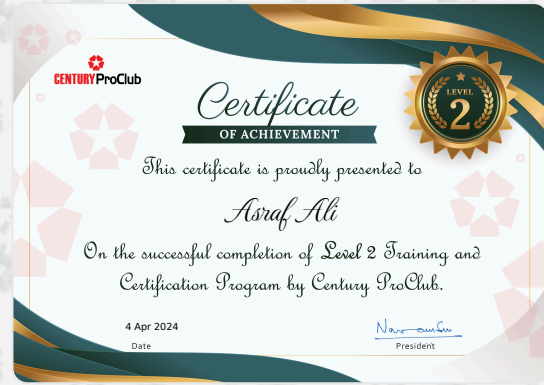 CENTURY ProClub
Certificate
OF ACHIEVEMENT
LEVEL
2
This certificate is proudly presented to
Asraf Ali
On the successful completion of Level 2 Training and
Certification Program by Century ProClub.
4 Apr 2024
Date
President